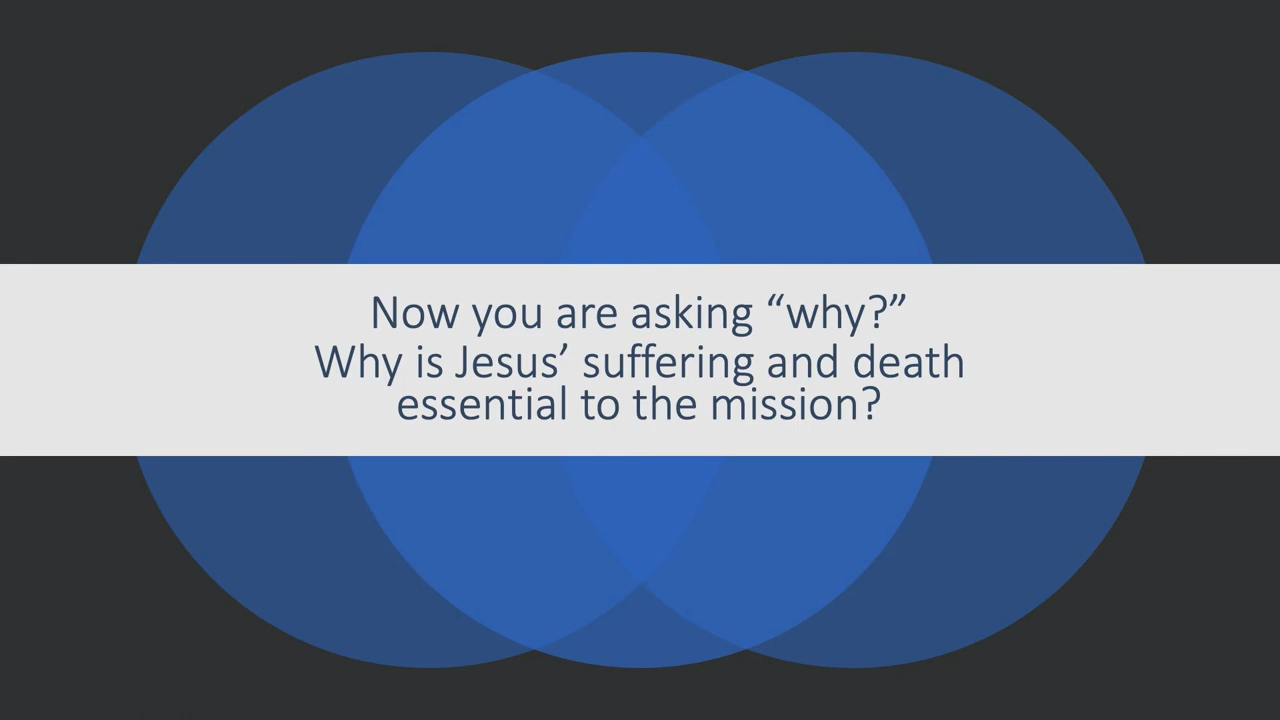 Now you are asking “why?”
Why is Jesus’ suffering and death
essential to the mission?